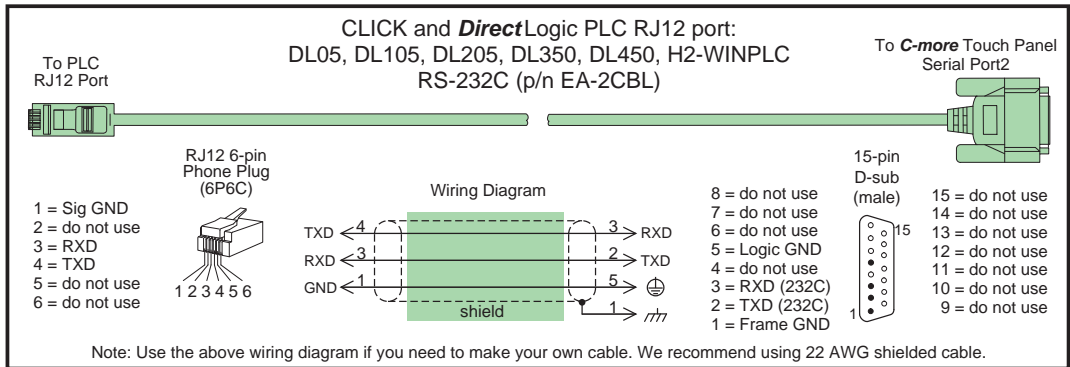 CLICK and DirectLogic PLC RJ12 port:
DL05, DL105, DL205, DL350, DL450, H2-WINPLC
RS-232C (p/n EA-2CBL)
To PLC
RJ12 Port
To C-more Touch Panel
Serial Port2
RJ12 6-pin
Phone Plug
(6P6C)
1 = Sig GND
2 = do not use
3 = RXD
4 = TXD
5 = do not use
6 = do not use
1 2 3 4 5 6
Wiring Diagram
TXD 4 3 RXD
RXD 3 2 TXD
GND 1 5
shield 1
8 = do not use
7 = do not use
6 = do not use
5 = Logic GND
4 = do not use
3 = RXD (232C)
2 = TXD (232C)
1 = Frame GND
15-pin
D-sub
(male)
15
1
15 = do not use
14 = do not use
13 = do not use
12 = do not use
11 = do not use
10 = do not use
9 = do not use
Note: Use the above wiring diagram if you need to make your own cable. We recommend using 22 AWG shielded cable.